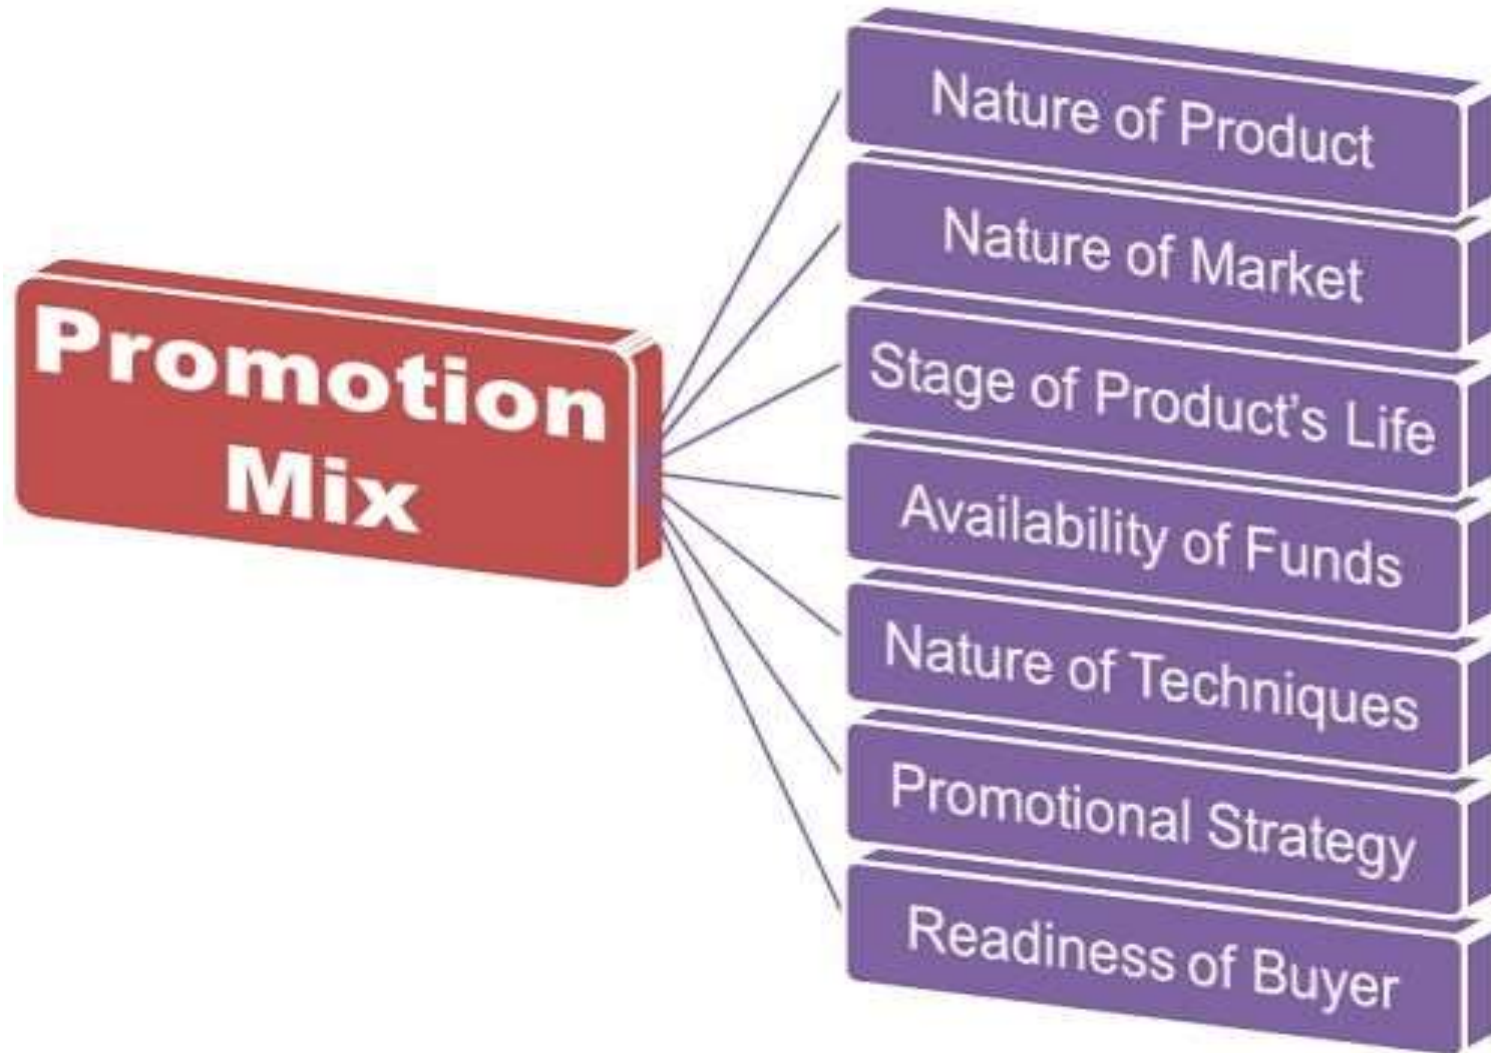 Promotion
Mix
Nature of Product
Nature of Market
Stage of Product's Life
Availability of Funds
Nature of Techniques
Promotional Strategy
Readiness of Buyer